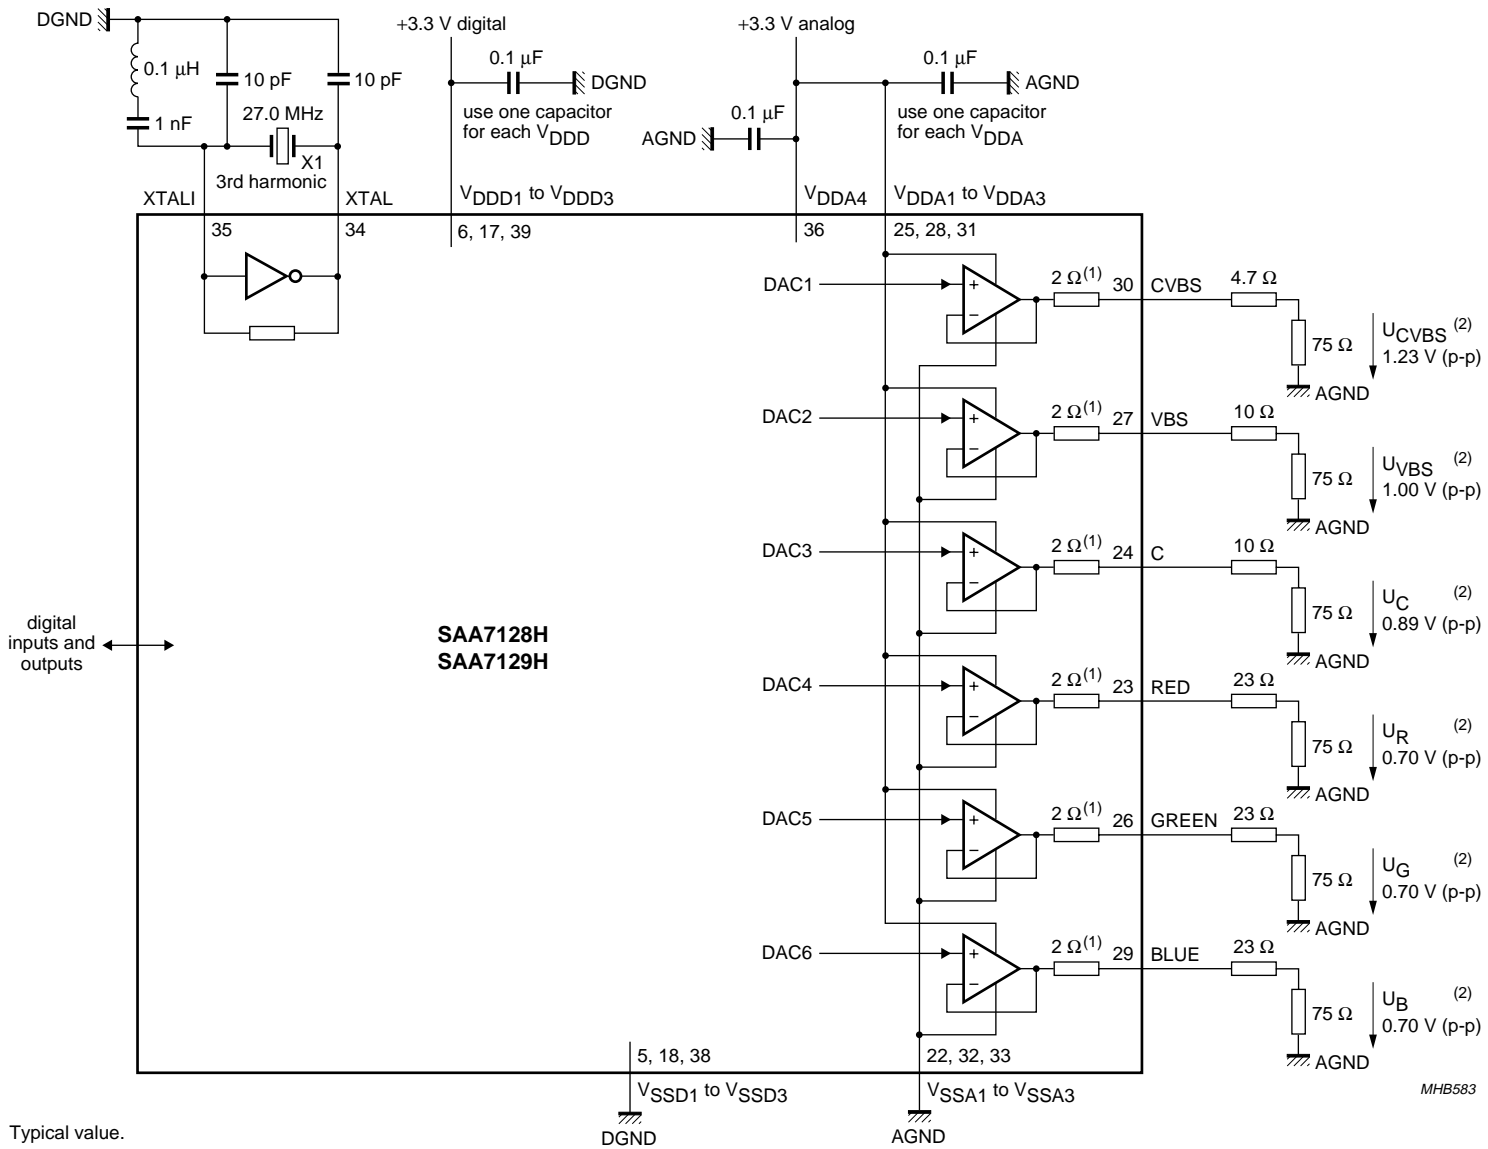 DGND
+3.3 V digital
+3.3 V analog
0.1 μH
10 pF
10 pF
0.1 μF
DGND
0.1 μF
AGND
1 nF
27.0 MHz
X1
3rd harmonic
use one capacitor
for each VDDD
AGND
0.1 μF
use one capacitor
for each VDDA
XTALI
XTAL
VDDD1 to VDDD3
VDDA4
VDDA1 to VDDA3
35
34
6, 17, 39
36
25, 28, 31
DAC1
+
−
2 Ω(1)
30
CVBS
4.7 Ω
75 Ω
UCVBS (2)
1.23 V (p-p)
AGND
DAC2
+
−
2 Ω(1)
27
VBS
10 Ω
75 Ω
UVBS (2)
1.00 V (p-p)
AGND
DAC3
+
−
2 Ω(1)
24
C
10 Ω
75 Ω
UC (2)
0.89 V (p-p)
AGND
digital
inputs and
outputs
SAA7128H
SAA7129H
DAC4
+
−
2 Ω(1)
23
RED
23 Ω
75 Ω
UR (2)
0.70 V (p-p)
AGND
DAC5
+
−
2 Ω(1)
26
GREEN
23 Ω
75 Ω
UG (2)
0.70 V (p-p)
AGND
DAC6
+
−
2 Ω(1)
29
BLUE
23 Ω
75 Ω
UB (2)
0.70 V (p-p)
AGND
5, 18, 38
22, 32, 33
VSSD1 to VSSD3
VSSA1 to VSSA3
DGND
AGND
MHB583
Typical value.